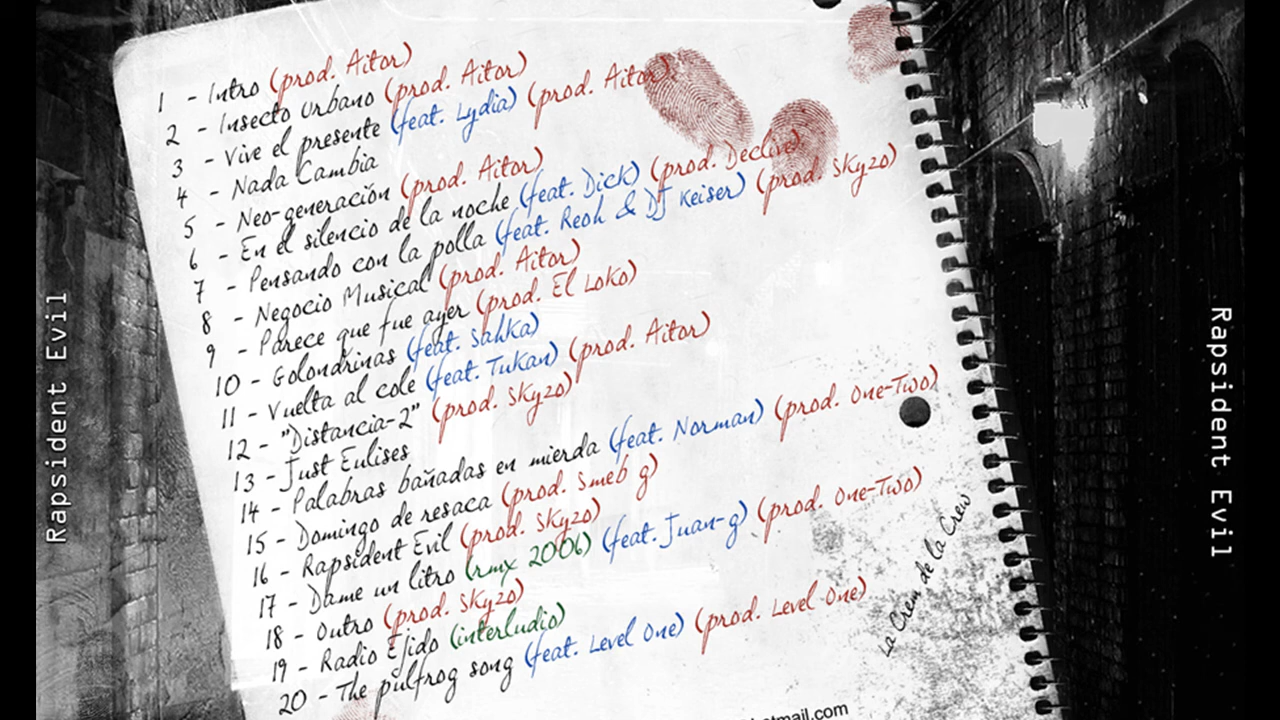 Rapsident Evil
1 - Intro (prod. Aitor)
2 - Insecto Urbano (prod. Aitor)
3 - Vive el presente (feat. Lydia) (prod. Aitor)
4 - Nada Cambia
5 - Neo-generación (prod. Aitor)
6 - En el silencio de la noche (feat. Dick) (prod. Declive)
7 - Pensando con la polla (feat. Reoh & DJ Keiser) (prod. Sky20)
8 - Negocio Musical (prod. Aitor)
9 - Parece que fue ayer (prod. El Loko)
10 - Golondrinas (feat. Sahka)
11 - Vuelta al cole (feat. Tukan) (prod. Aitor)
12 - "Distancia-2" (prod. Sky20)
13 - Just Eulises
14 - Palabras bañadas en mierda (feat. Norman) (prod. One-Two)
15 - Domingo de resaca (prod. Smeb g)
16 - Rapsident Evil (prod. Sky20)
17 - Dame un litro (rmx 2006) (feat. Juan-g) (prod. One-Two)
18 - Outro (prod. Sky20)
19 - Radio Ejido (interludio)
20 - The pulfrog song (feat. Level One) (prod. Level One)
La Crem de la Crew
Rapsident Evil